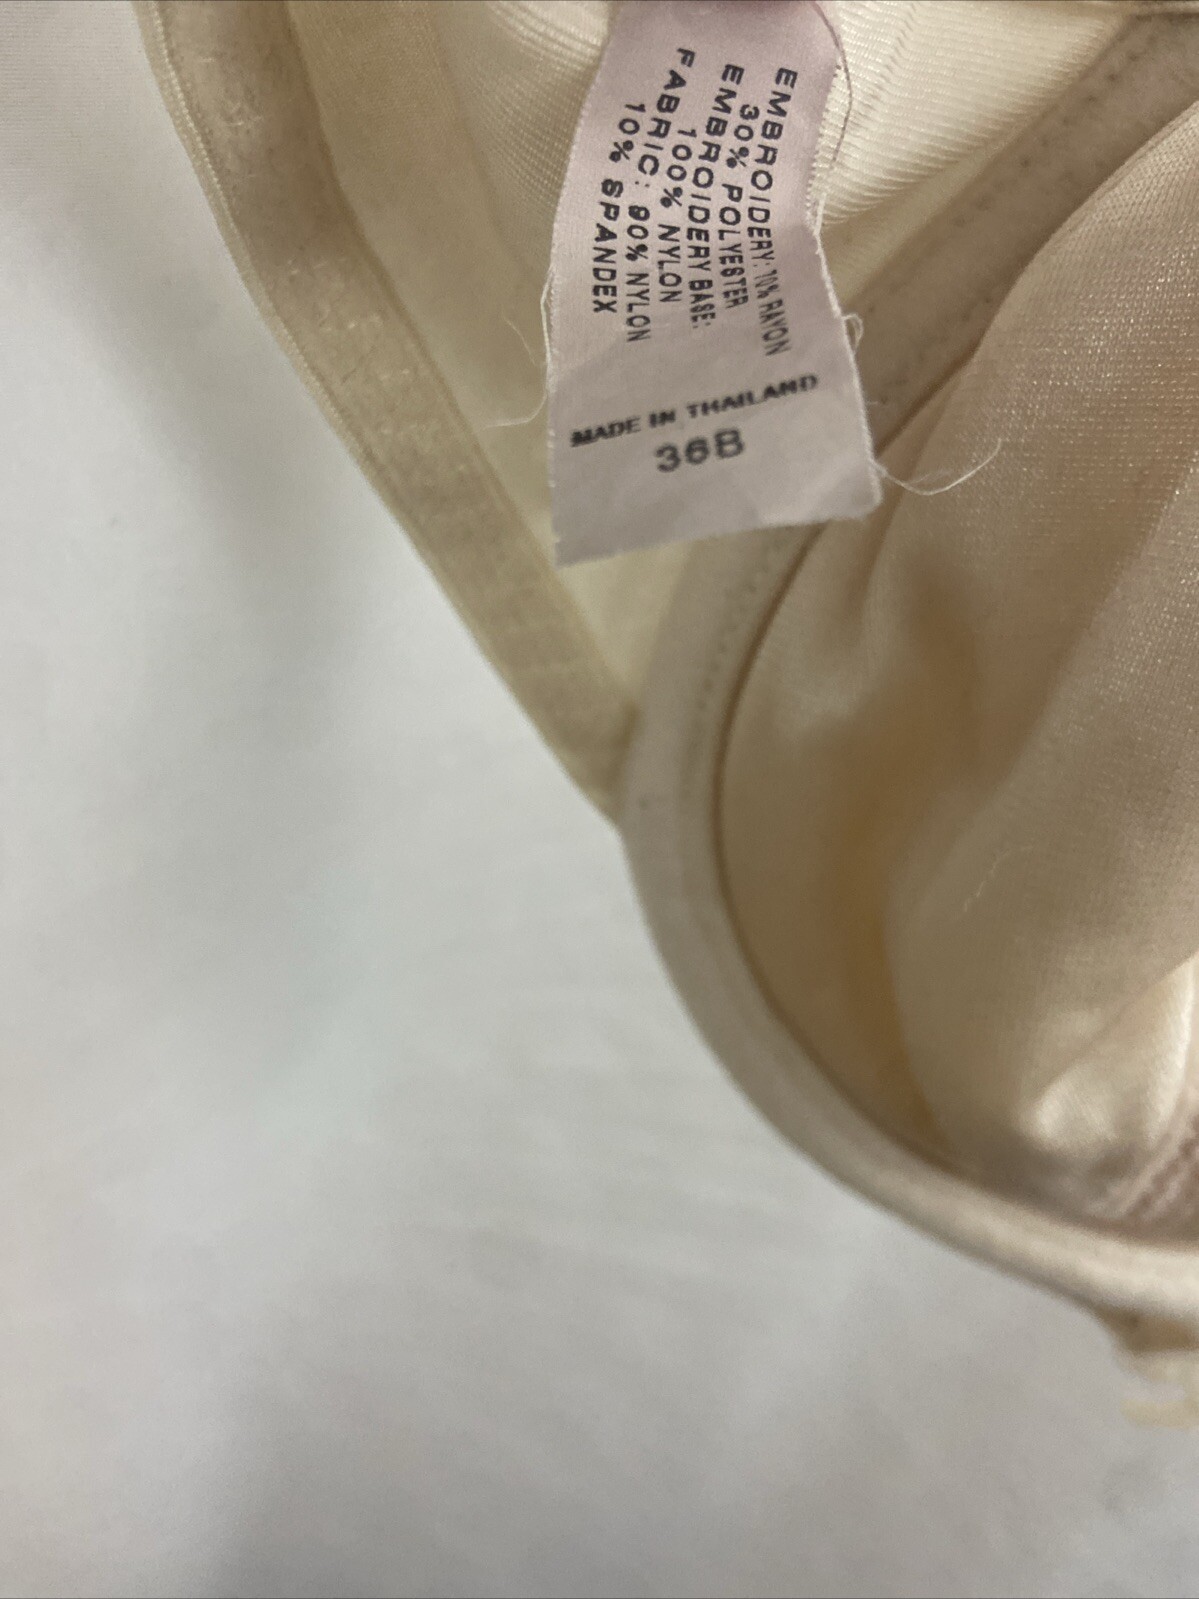 EMBROIDERY: 70% RAYON
30% POLYESTER
EMBROIDERY BASE:
100% NYLON
FABRIC: 90% NYLON
10% SPANDEX
MADE IN THAILAND
36B